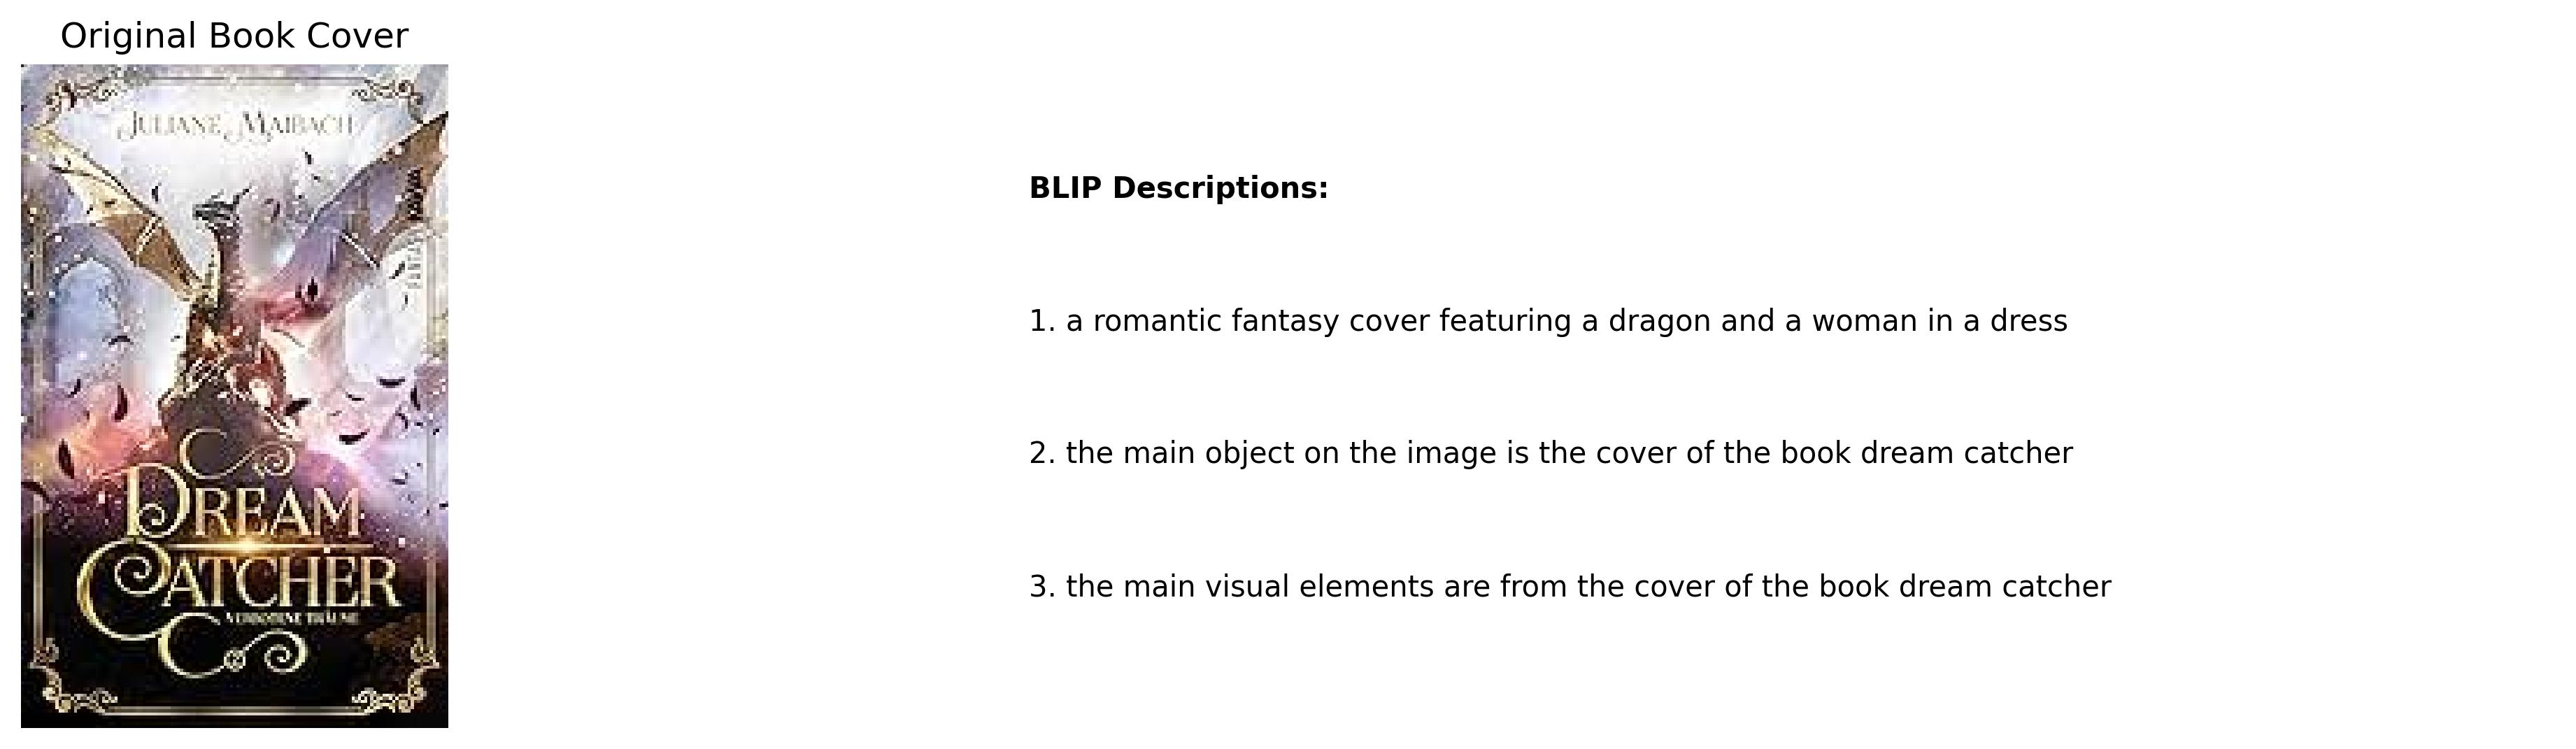 Original Book Cover
JULIANE MAIBACH
DREAM
CATCHER
VERBOTENE TRÄUME
BLIP Descriptions:
1. a romantic fantasy cover featuring a dragon and a woman in a dress
2. the main object on the image is the cover of the book dream catcher
3. the main visual elements are from the cover of the book dream catcher